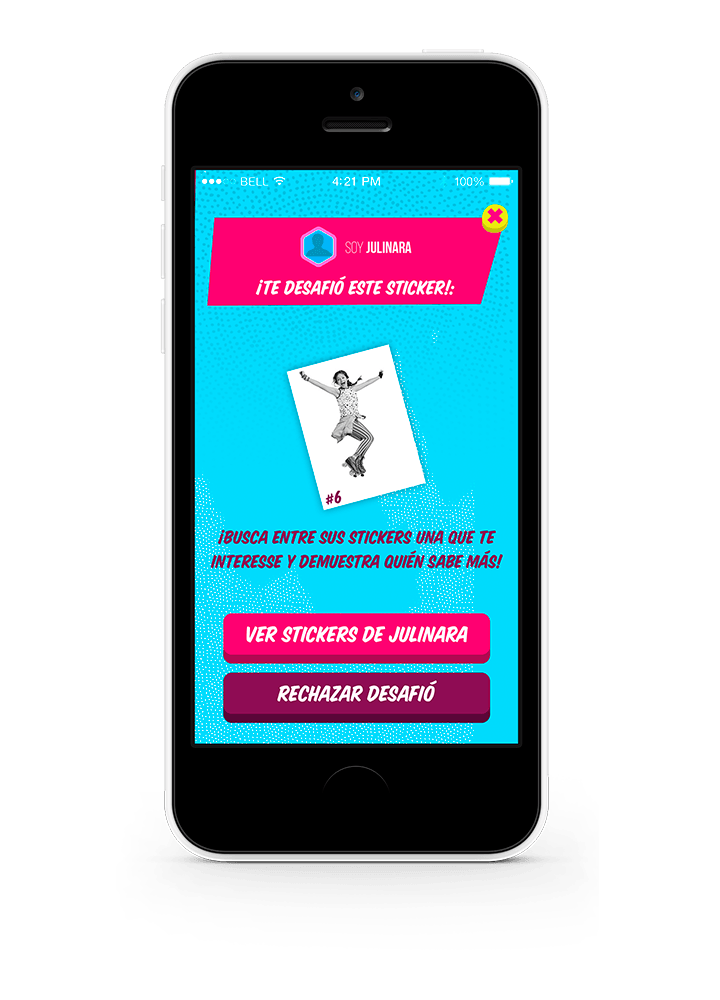 BELL 4:21 PM 100%
SOY JULINARA
¡TE DESAFIÓ ESTE STICKER!:
#6
¡BUSCA ENTRE SUS STICKERS UNA QUE TE
INTERESSE Y DEMUESTRA QUIÉN SABE MÁS!
VER STICKERS DE JULINARA
RECHAZAR DESAFIÓ